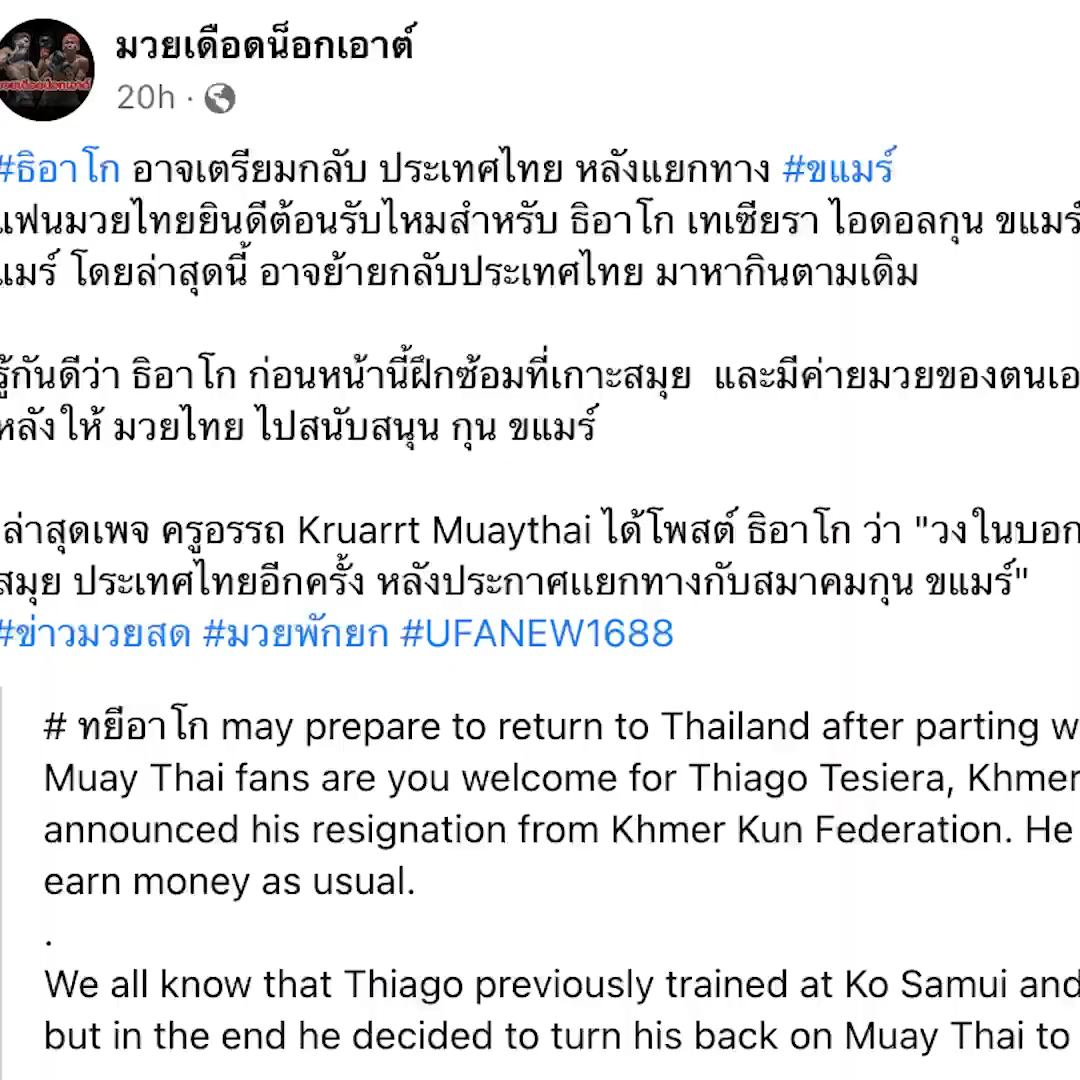 มวยเดือดน็อกเอาต์
20h
#ธิอาโก อาจเตรียมกลับ ประเทศไทย หลังแยกทาง #ขแมร์
แฟนมวยไทยยินดีต้อนรับไหมสำหรับ ธิอาโก เทเซียรา ไอดอลกุน ขแมร์
แมร์ โดยล่าสุดนี้ อาจย้ายกลับประเทศไทย มาหากินตามเดิม
รู้กันดีว่า ธิอาโก ก่อนหน้านี้ฝึกซ้อมที่เกาะสมุย และมีค่ายมวยของตนเอ
หลังให้ มวยไทย ไปสนับสนุน กุน ขแมร์
ล่าสุดเพจ ครูอรรถ Kruarrt Muaythai ได้โพสต์ ธิอาโก ว่า "วงในบอก
สมุย ประเทศไทยอีกครั้ง หลังประกาศแยกทางกับสมาคมกุน ขแมร์"
#ข่าวมวยสด #มวยพักยก #UFANEW1688
# ทยีอาโก may prepare to return to Thailand after parting w
Muay Thai fans are you welcome for Thiago Tesiera, Khmer
announced his resignation from Khmer Kun Federation. He
earn money as usual.
.
We all know that Thiago previously trained at Ko Samui and
but in the end he decided to turn his back on Muay Thai to